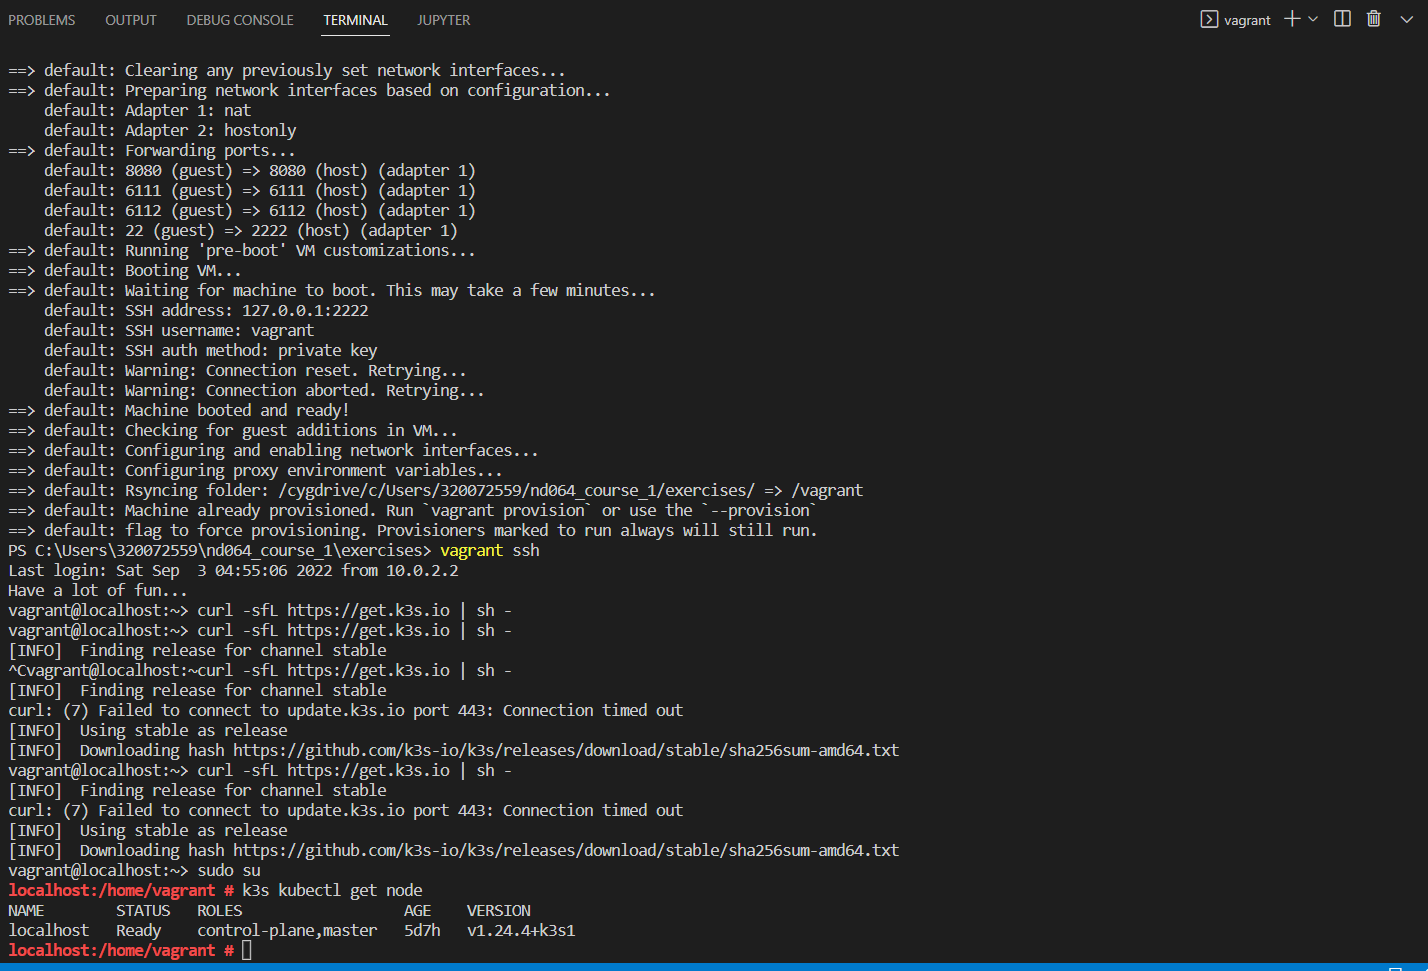 PROBLEMS OUTPUT DEBUG CONSOLE TERMINAL JUPYTER vagrant
==> default: Clearing any previously set network interfaces...
==> default: Preparing network interfaces based on configuration...
    default: Adapter 1: nat
    default: Adapter 2: hostonly
==> default: Forwarding ports...
    default: 8080 (guest) => 8080 (host) (adapter 1)
    default: 6111 (guest) => 6111 (host) (adapter 1)
    default: 6112 (guest) => 6112 (host) (adapter 1)
    default: 22 (guest) => 2222 (host) (adapter 1)
==> default: Running 'pre-boot' VM customizations...
==> default: Booting VM...
==> default: Waiting for machine to boot. This may take a few minutes...
    default: SSH address: 127.0.0.1:2222
    default: SSH username: vagrant
    default: SSH auth method: private key
    default: Warning: Connection reset. Retrying...
    default: Warning: Connection aborted. Retrying...
==> default: Machine booted and ready!
==> default: Checking for guest additions in VM...
==> default: Configuring and enabling network interfaces...
==> default: Configuring proxy environment variables...
==> default: Rsyncing folder: /cygdrive/c/Users/320072559/nd064_course_1/exercises/ => /vagrant
==> default: Machine already provisioned. Run `vagrant provision` or use the `--provision`
==> default: flag to force provisioning. Provisioners marked to run always will still run.
PS C:\Users\320072559\nd064_course_1\exercises> vagrant ssh
Last login: Sat Sep  3 04:55:06 2022 from 10.0.2.2
Have a lot of fun...
vagrant@localhost:~> curl -sfL https://get.k3s.io | sh -
vagrant@localhost:~> curl -sfL https://get.k3s.io | sh -
[INFO]  Finding release for channel stable
^Cvagrant@localhost:~curl -sfL https://get.k3s.io | sh -
[INFO]  Finding release for channel stable
curl: (7) Failed to connect to update.k3s.io port 443: Connection timed out
[INFO]  Using stable as release
[INFO]  Downloading hash https://github.com/k3s-io/k3s/releases/download/stable/sha256sum-amd64.txt
vagrant@localhost:~> curl -sfL https://get.k3s.io | sh -
[INFO]  Finding release for channel stable
curl: (7) Failed to connect to update.k3s.io port 443: Connection timed out
[INFO]  Using stable as release
[INFO]  Downloading hash https://github.com/k3s-io/k3s/releases/download/stable/sha256sum-amd64.txt
vagrant@localhost:~> sudo su
localhost:/home/vagrant # k3s kubectl get node
NAME        STATUS   ROLES                  AGE    VERSION
localhost   Ready    control-plane,master   5d7h   v1.24.4+k3s1
localhost:/home/vagrant #